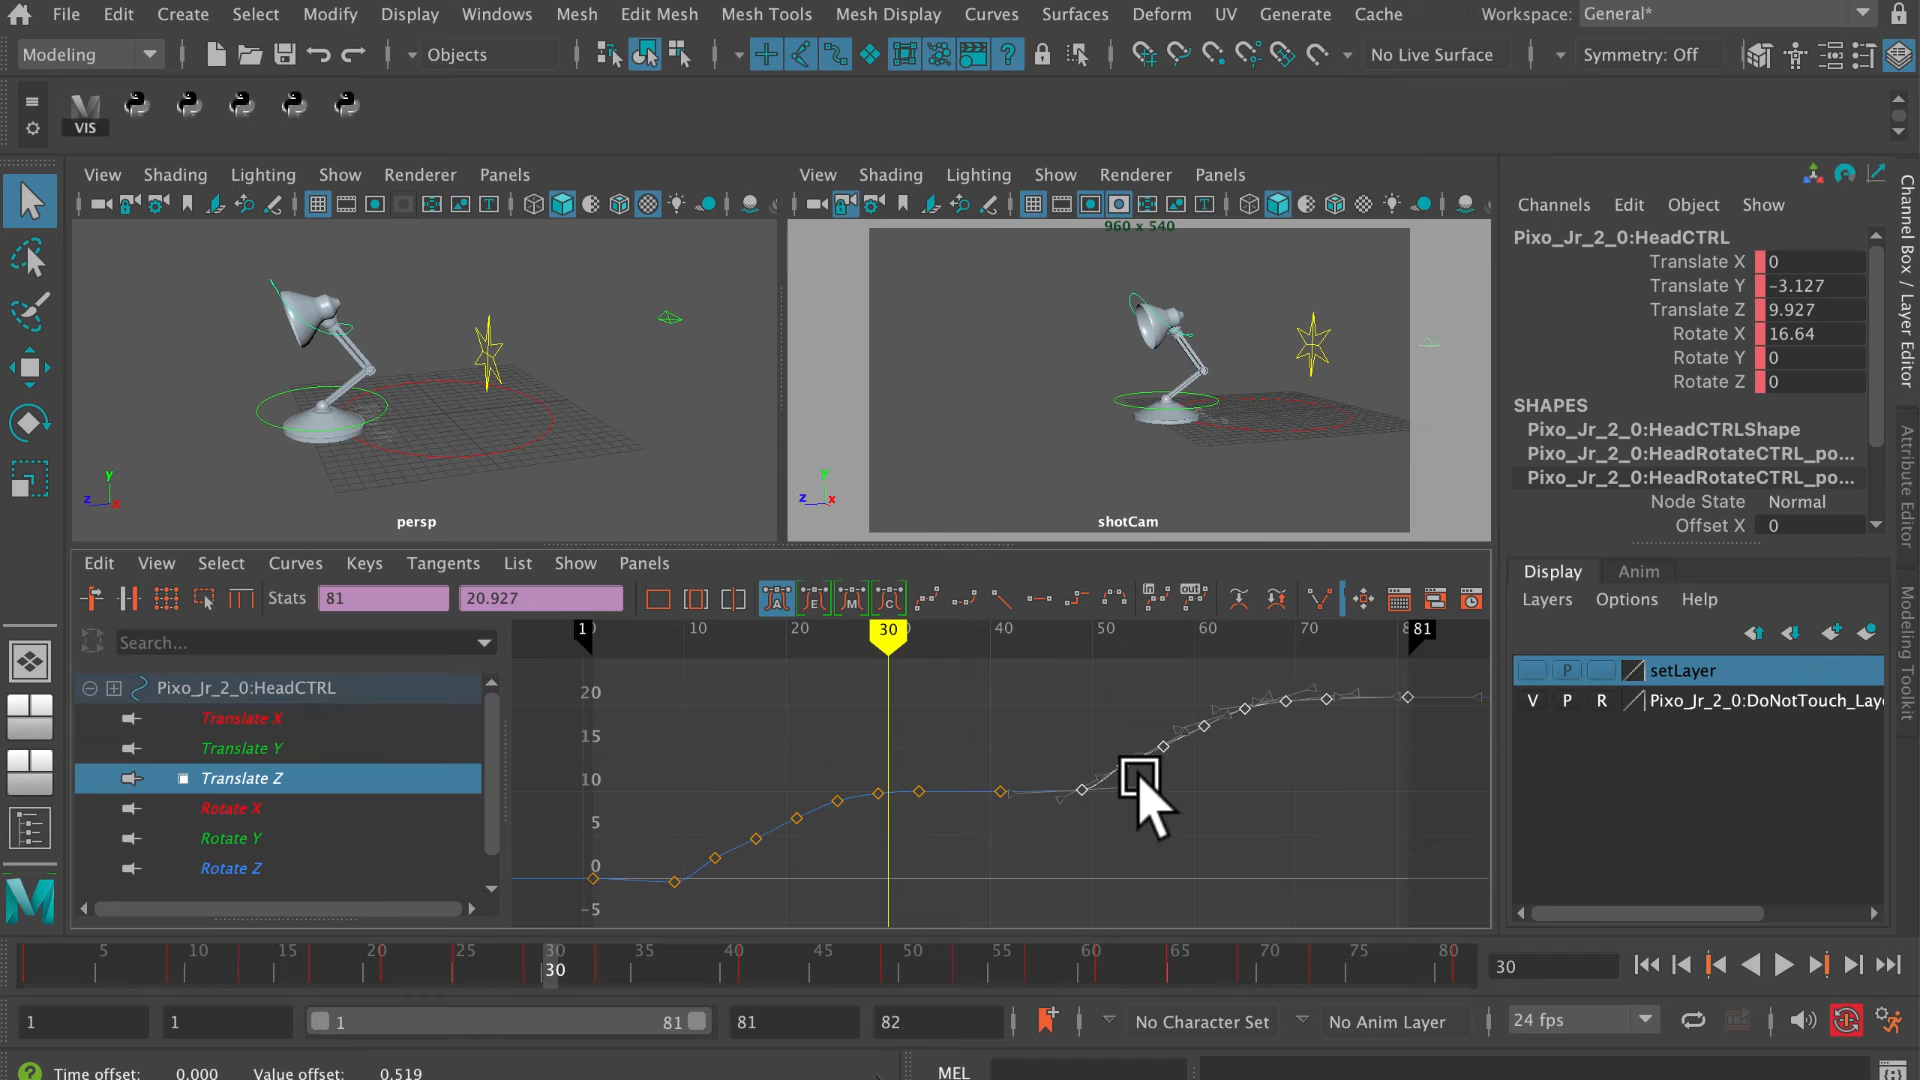 File Edit Create Select Modify Display Windows Mesh Edit Mesh Mesh Tools Mesh Display Curves Surfaces Deform UV Generate Cache Workspace: General*
Modeling Objects No Live Surface Symmetry: Off
VIS
View Shading Lighting Show Renderer Panels
View Shading Lighting Show Renderer Panels
960 x 540
y
z
x
persp
y
z
x
shotCam
Channels Edit Object Show
Pixo_Jr_2_0:HeadCTRL
Translate X 0
Translate Y -3.127
Translate Z 9.927
Rotate X 16.64
Rotate Y 0
Rotate Z 0
SHAPES
Pixo_Jr_2_0:HeadCTRLShape
Pixo_Jr_2_0:HeadRotateCTRL_po...
Pixo_Jr_2_0:HeadRotateCTRL_po...
Node State Normal
Offset X 0
Channel Box / Layer Editor
Attribute Editor
Modeling Toolkit
Edit View Select Curves Keys Tangents List Show Panels
Stats 81 20.927
A E M C in out
Search...
1 10 20 30 40 50 60 70 81
Pixo_Jr_2_0:HeadCTRL
Translate X
Translate Y
Translate Z
Rotate X
Rotate Y
Rotate Z
20
15
10
5
0
-5
Display Anim
Layers Options Help
P setLayer
V P R Pixo_Jr_2_0:DoNotTouch_Laye
5 10 15 20 25 30 35 40 45 50 55 60 65 70 75 80
30
30
1 1 1 81 81 82 No Character Set No Anim Layer 24 fps
Time offset: 0.000 Value offset: 0.519 MEL